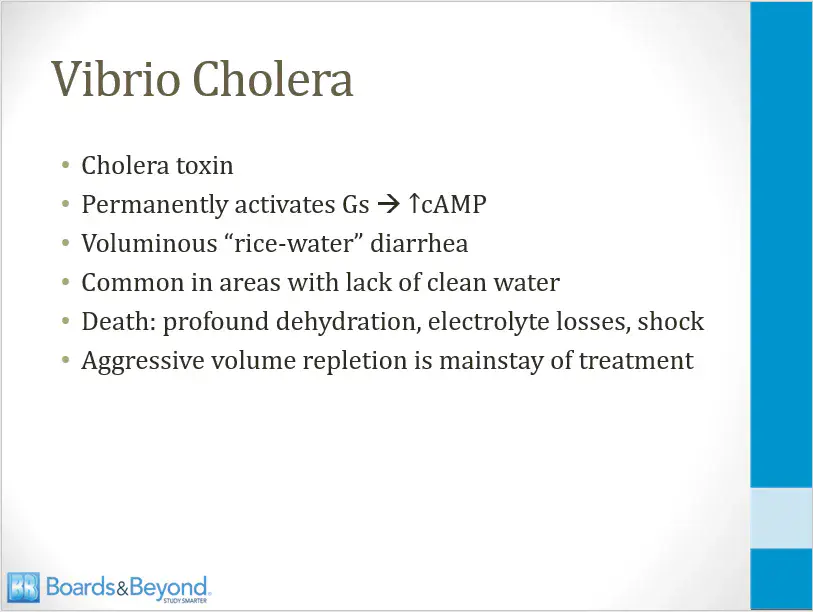 Vibrio Cholera
• Cholera toxin
• Permanently activates Gs → ↑cAMP
• Voluminous “rice-water” diarrhea
• Common in areas with lack of clean water
• Death: profound dehydration, electrolyte losses, shock
• Aggressive volume repletion is mainstay of treatment
BB Boards&Beyond.
STUDY SMARTER